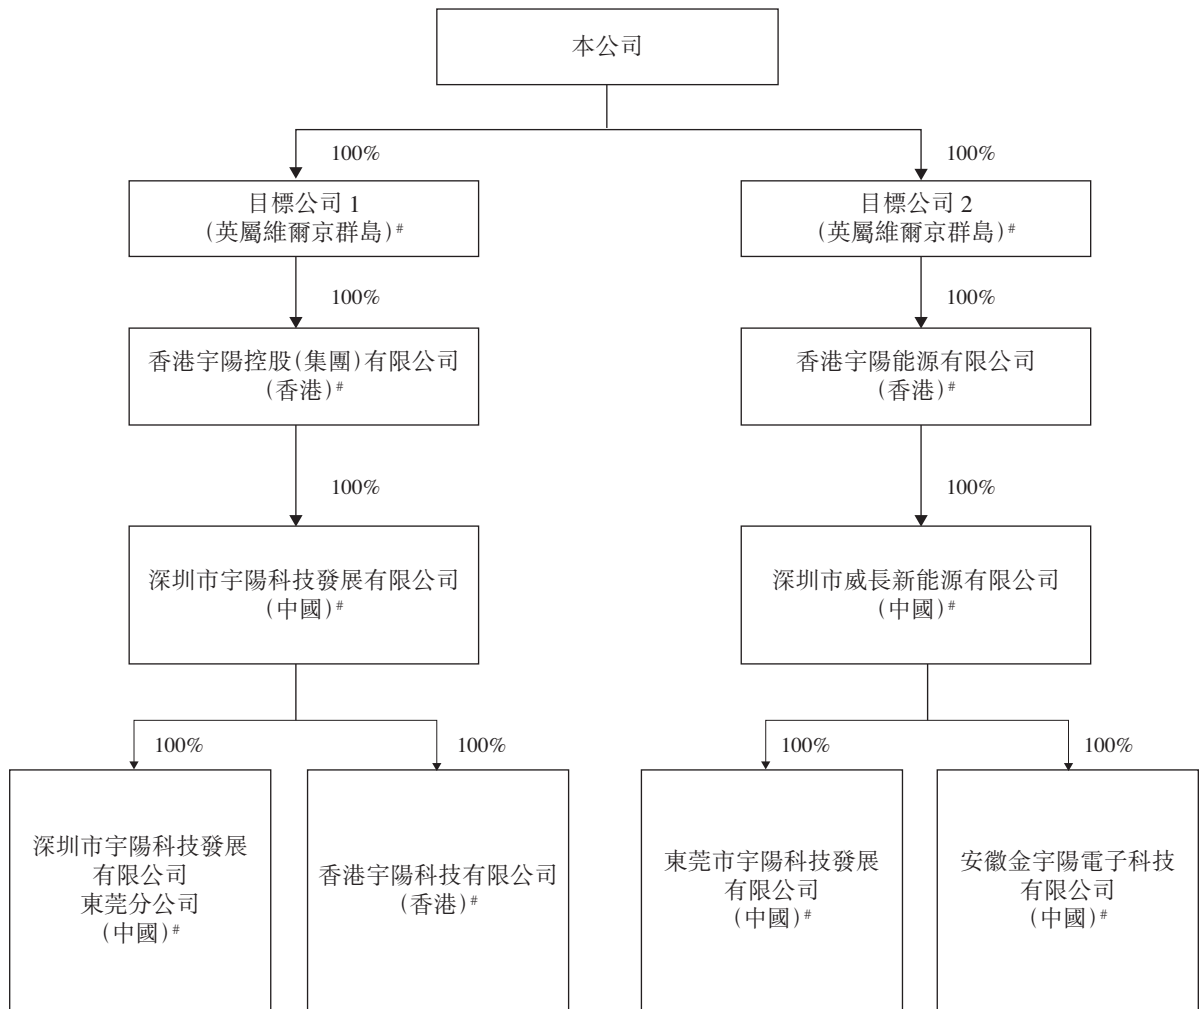 本公司
100%
100%
目標公司 1
(英屬維爾京群島)#
目標公司 2
(英屬維爾京群島)#
100%
100%
香港宇陽控股(集團)有限公司
(香港)#
香港宇陽能源有限公司
(香港)#
100%
100%
深圳市宇陽科技發展有限公司
(中國)#
深圳市威長新能源有限公司
(中國)#
100%
100%
100%
100%
深圳市宇陽科技發展
有限公司
東莞分公司
(中國)#
香港宇陽科技有限公司
(香港)#
東莞市宇陽科技發展
有限公司
(中國)#
安徽金宇陽電子科技
有限公司
(中國)#